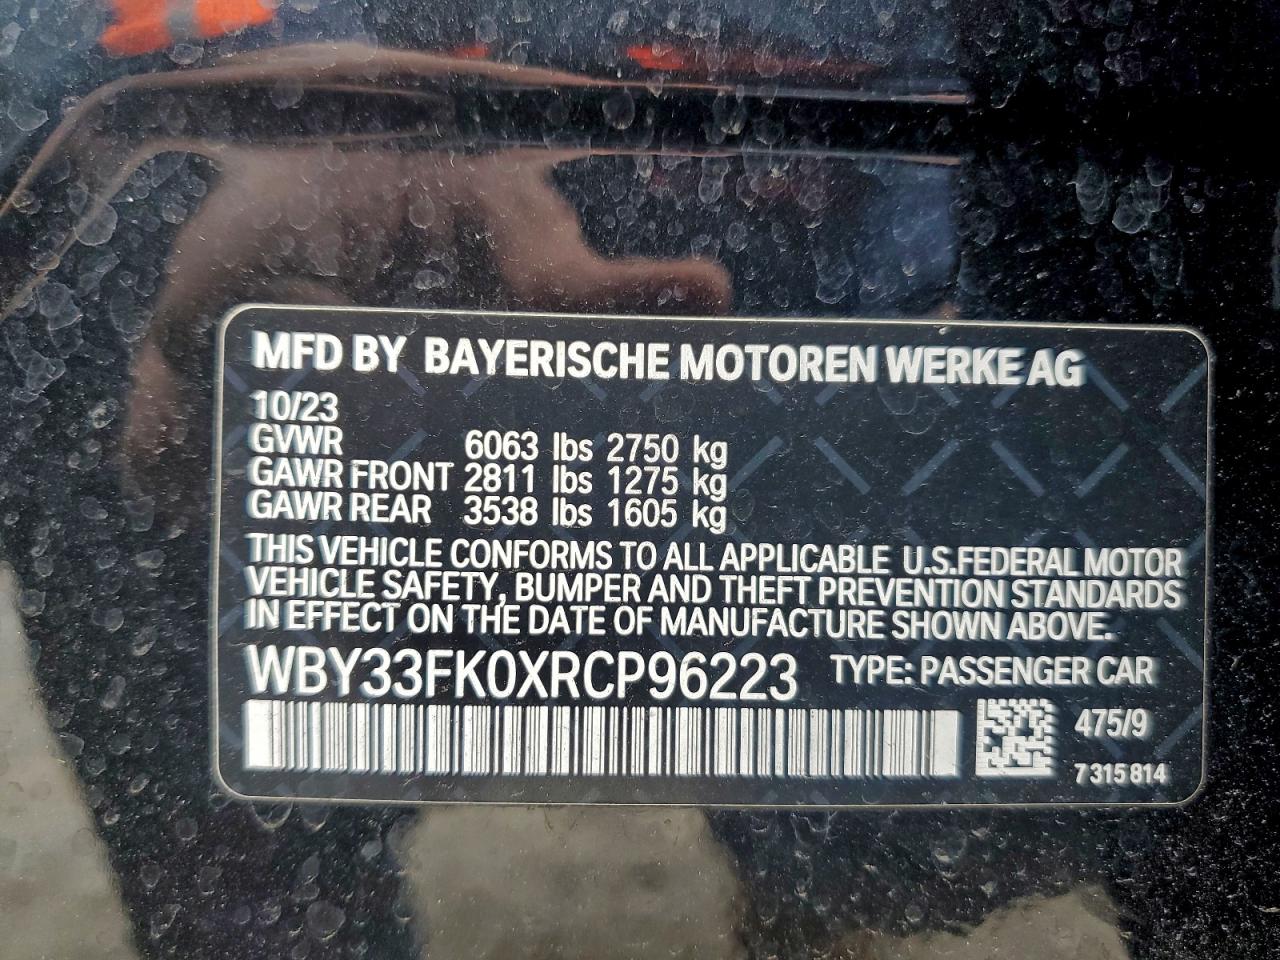 MFD BY BAYERISCHE MOTOREN WERKE AG
10/23
GVWR 6063 lbs 2750 kg
GAWR FRONT 2811 lbs 1275 kg
GAWR REAR 3538 lbs 1605 kg
THIS VEHICLE CONFORMS TO ALL APPLICABLE U.S.FEDERAL MOTOR
VEHICLE SAFETY, BUMPER AND THEFT PREVENTION STANDARDS
IN EFFECT ON THE DATE OF MANUFACTURE SHOWN ABOVE.
WBY33FK0XRCP96223 TYPE: PASSENGER CAR
475/9
7 315 814